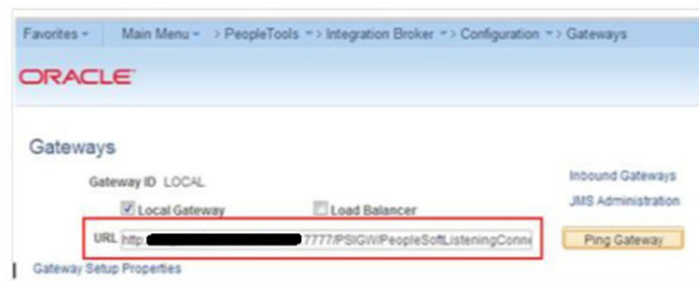 Favorites Main Menu > PeopleTools > Integration Broker > Configuration > Gateways
ORACLE
Gateways
Gateway ID LOCAL
Inbound Gateways
Local Gateway Load Balancer
JMS Administration
URL http: 7777/PSIGW/PeopleSoftListeningConne
Ping Gateway
Gateway Setup Properties